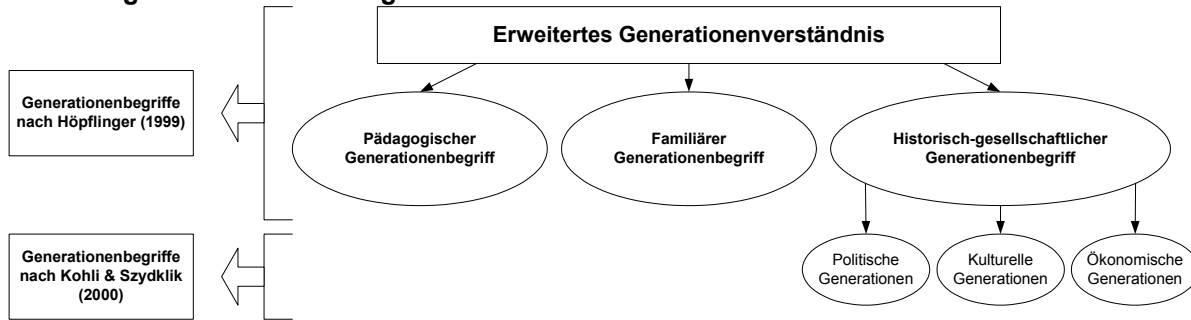 Erweitertes Generationenverständnis
Generationenbegriffe
nach Höpflinger (1999)
Pädagogischer
Generationenbegriff
Familiärer
Generationenbegriff
Historisch-gesellschaftlicher
Generationenbegriff
Generationenbegriffe
nach Kohli & Szydklik
(2000)
Politische
Generationen
Kulturelle
Generationen
Ökonomische
Generationen